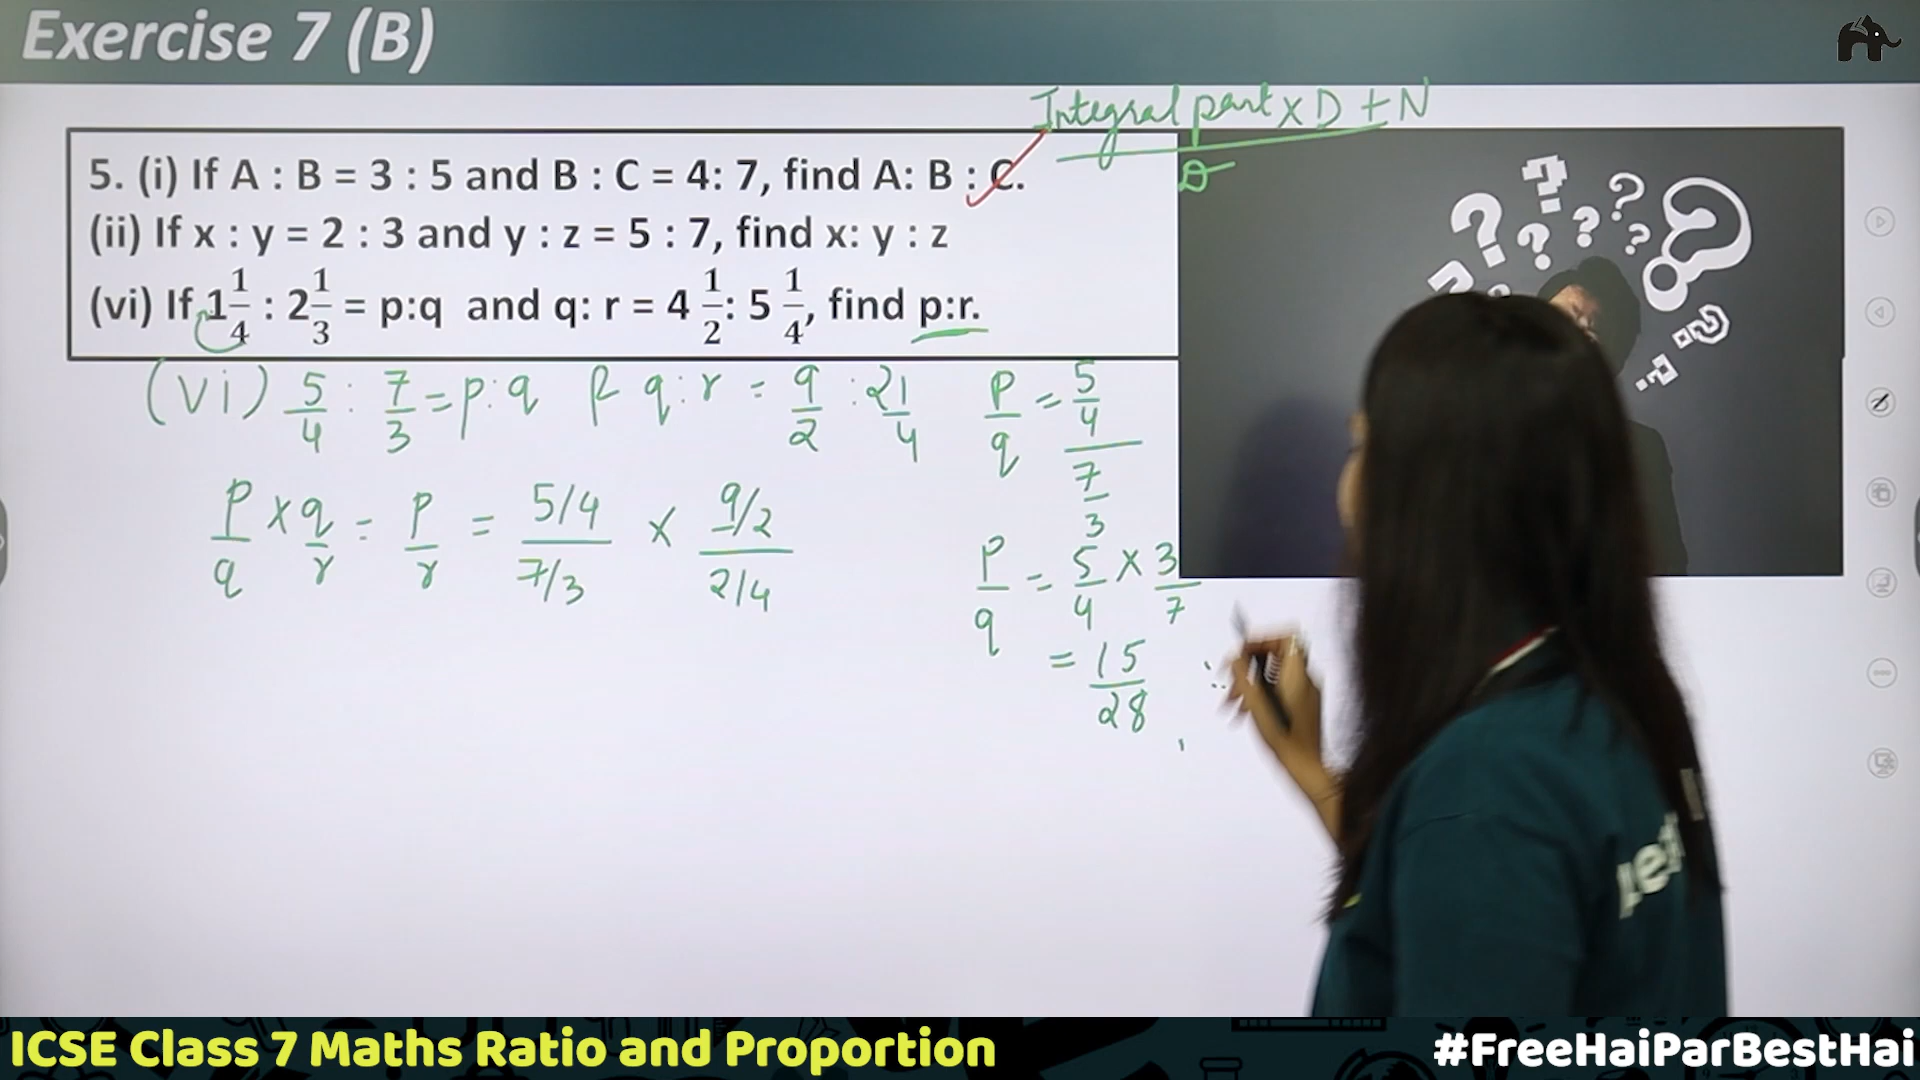 Exercise 7 (B)
Integral part x D + N
D
5. (i) If A : B = 3 : 5 and B : C = 4: 7, find A: B : C.
(ii) If x : y = 2 : 3 and y : z = 5 : 7, find x: y : z
(vi) If 1 1/4 : 2 1/3 = p:q and q: r = 4 1/2: 5 1/4, find p:r.
(vi) 5/4 : 7/3 = p:q & q:r = 9/2 : 21/4
p/q = 5/4 / 7/3
p/q x q/r = p/r = 5/4 / 7/3 x 9/2 / 21/4
p/q = 5/4 x 3/7
= 15/28
ICSE Class 7 Maths Ratio and Proportion
#FreeHaiParBestHai